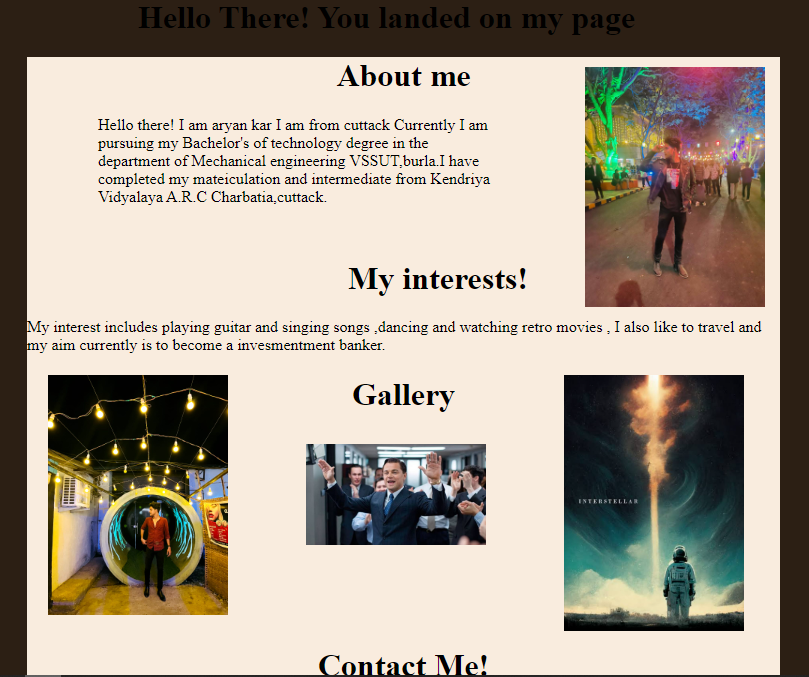 Hello There! You landed on my page
About me
Hello there! I am aryan kar I am from cuttack Currently I am
pursuing my Bachelor's of technology degree in the
department of Mechanical engineering VSSUT,burla.I have
completed my mateiculation and intermediate from Kendriya
Vidyalaya A.R.C Charbatia,cuttack.
My interests!
My interest includes playing guitar and singing songs ,dancing and watching retro movies , I also like to travel and
my aim currently is to become a invesmentment banker.
Gallery
INTERSTELLAR
Contact Me!